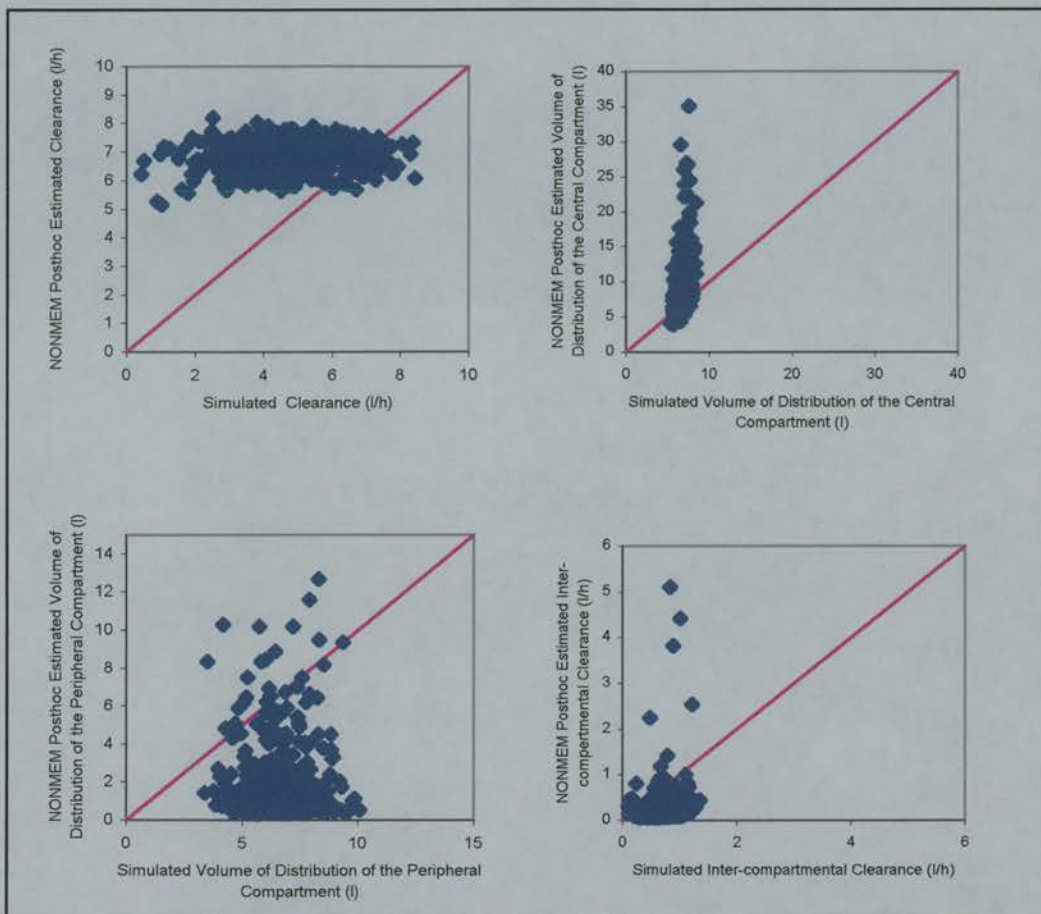 NONMEM Posthoc Estimated Clearance (l/h)
10
9
8
7
6
5
4
3
2
1
0
0 2 4 6 8 10
Simulated Clearance (l/h)
NONMEM Posthoc Estimated Volume of
Distribution of the Central Compartment (l)
40
35
30
25
20
15
10
5
0
0 10 20 30 40
Simulated Volume of Distribution of the Central
Compartment (l)
NONMEM Posthoc Estimated Volume of
Distribution of the Peripheral Compartment (l)
14
12
10
8
6
4
2
0
0 5 10 15
Simulated Volume of Distribution of the Peripheral
Compartment (l)
NONMEM Posthoc Estimated Inter-
compertmental Clearance (l/h)
6
5
4
3
2
1
0
0 2 4 6
Simulated Inter-compartmental Clearance (l/h)